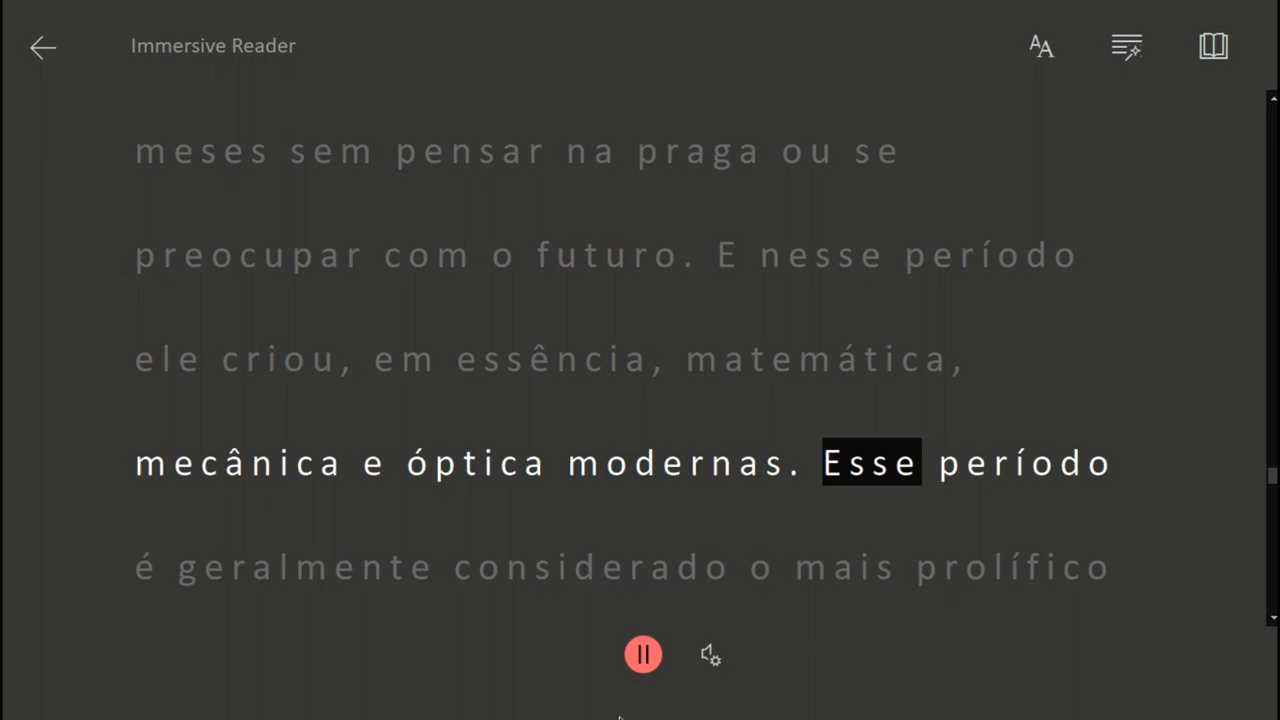 Immersive Reader
meses sem pensar na praga ou se
preocupar com o futuro. E nesse período
ele criou, em essência, matemática,
mecânica e óptica modernas. Esse período
é geralmente considerado o mais prolífico